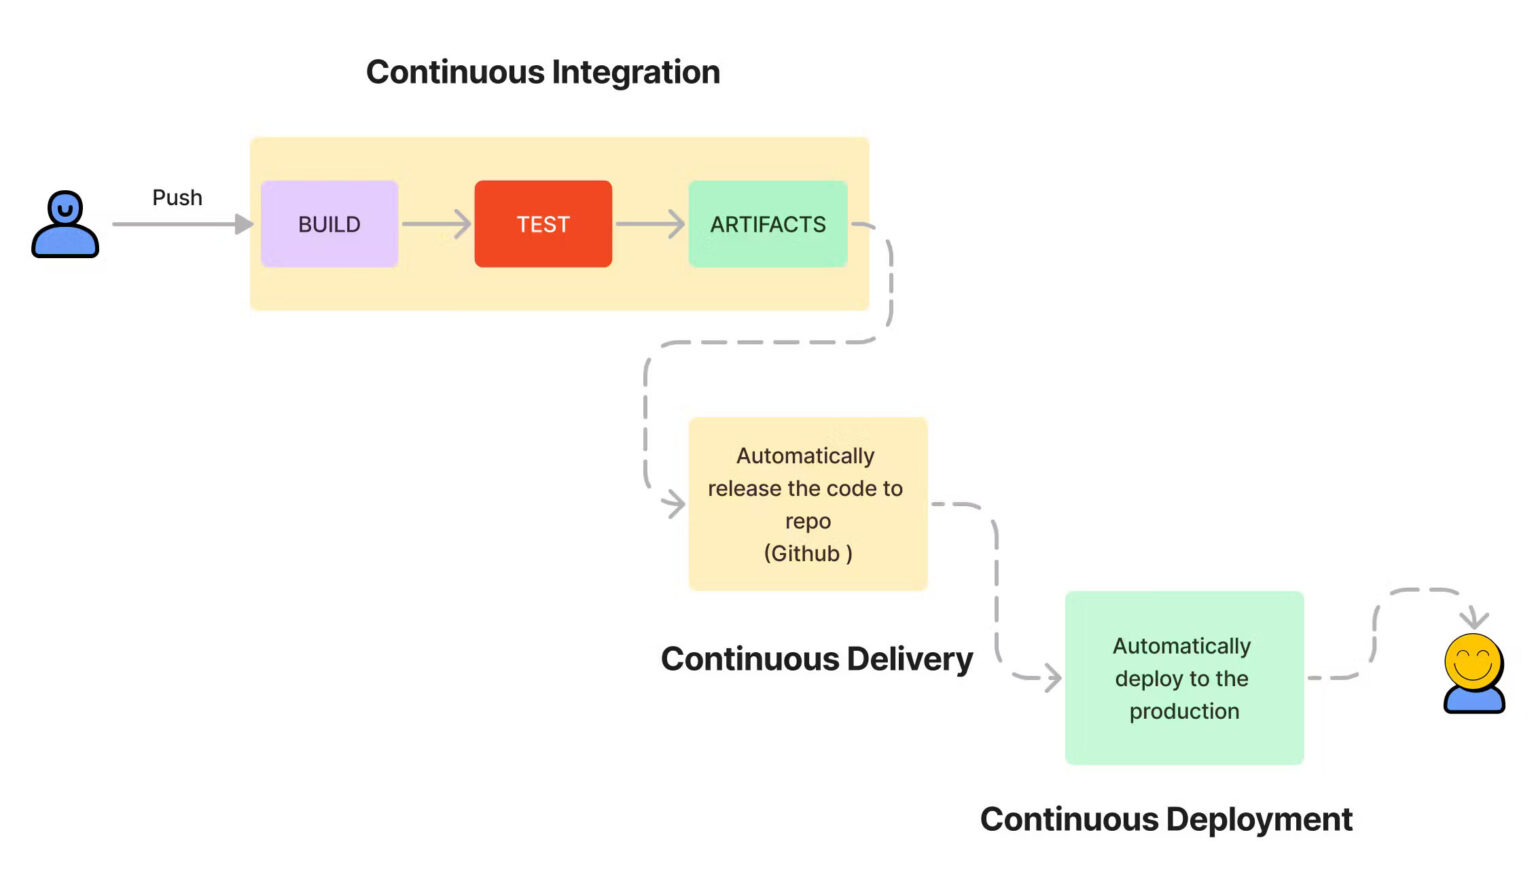 Continuous Integration
Push
BUILD
TEST
ARTIFACTS
Automatically
release the code to
repo
(Github )
Continuous Delivery
Automatically
deploy to the
production
Continuous Deployment